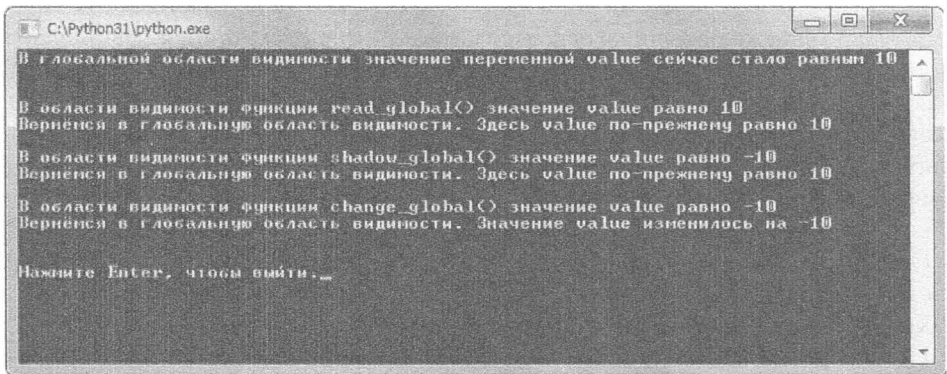 C:\Python31\python.exe
В глобальной области видимости значение переменной value сейчас стало равным 10
В области видимости функции read_global() значение value равно 10
Вернёмся в глобальную область видимости. Здесь value по-прежнему равно 10
В области видимости функции shadow_global() значение value равно -10
Вернёмся в глобальную область видимости. Здесь value по-прежнему равно 10
В области видимости функции change_global() значение value равно -10
Вернёмся в глобальную область видимости. Значение value изменилось на -10
Нажмите Enter, чтобы выйти._